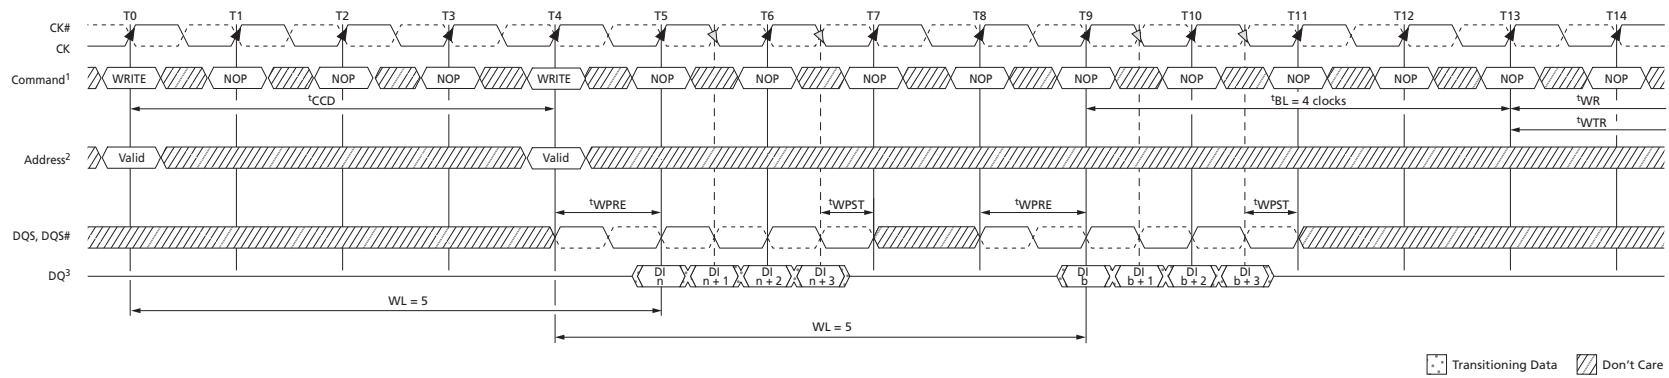 T0 T1 T2 T3 T4 T5 T6 T7 T8 T9 T10 T11 T12 T13 T14
CK#
CK
Command1 WRITE NOP NOP NOP WRITE NOP NOP NOP NOP NOP NOP NOP NOP NOP NOP
tCCD tBL = 4 clocks tWR
tWTR
Address2 Valid Valid
tWPRE tWPST tWPRE tWPST
DQS, DQS#
DQ3 DI n DI n + 1 DI n + 2 DI n + 3 DI b DI b + 1 DI b + 2 DI b + 3
WL = 5
WL = 5
Transitioning Data Don't Care